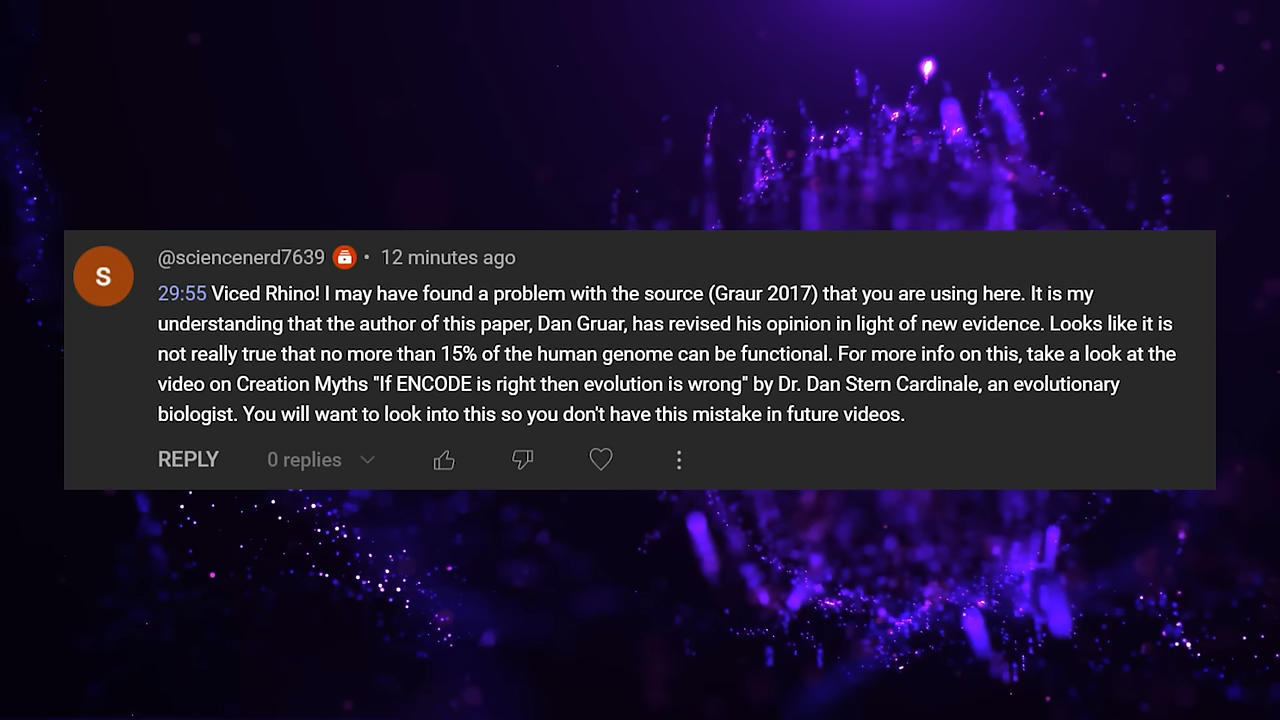 S
@sciencenerd7639 • 12 minutes ago
29:55 Viced Rhino! I may have found a problem with the source (Graur 2017) that you are using here. It is my
understanding that the author of this paper, Dan Gruar, has revised his opinion in light of new evidence. Looks like it is
not really true that no more than 15% of the human genome can be functional. For more info on this, take a look at the
video on Creation Myths "If ENCODE is right then evolution is wrong" by Dr. Dan Stern Cardinale, an evolutionary
biologist. You will want to look into this so you don't have this mistake in future videos.
REPLY 0 replies